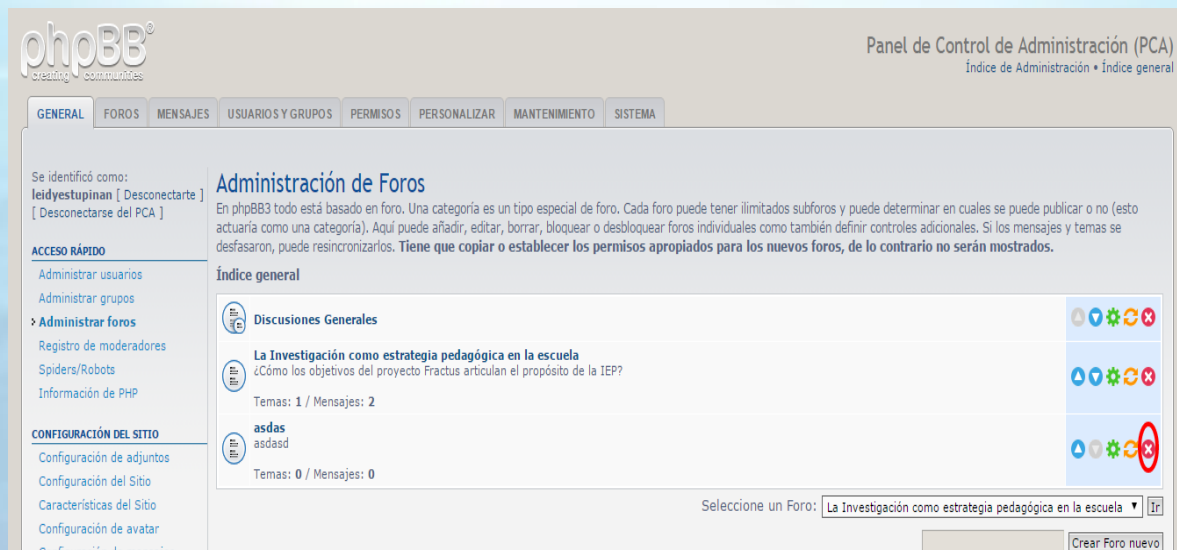 phpBB®
creating communities
Panel de Control de Administración (PCA)
Índice de Administración • Índice general
GENERAL FOROS MENSAJES USUARIOS Y GRUPOS PERMISOS PERSONALIZAR MANTENIMIENTO SISTEMA
Se identificó como:
leidyestupinan [ Desconectarte ]
[ Desconectarse del PCA ]
ACCESO RÁPIDO
Administrar usuarios
Administrar grupos
Administrar foros
Registro de moderadores
Spiders/Robots
Información de PHP
CONFIGURACIÓN DEL SITIO
Configuración de adjuntos
Configuración del Sitio
Características del Sitio
Configuración de avatar
Administración de Foros
En phpBB3 todo está basado en foro. Una categoría es un tipo especial de foro. Cada foro puede tener ilimitados subforos y puede determinar en cuales se puede publicar o no (esto
actuaría como una categoría). Aquí puede añadir, editar, borrar, bloquear o desbloquear foros individuales como también definir controles adicionales. Si los mensajes y temas se
desfasaron, puede resincronizarlos. Tiene que copiar o establecer los permisos apropiados para los nuevos foros, de lo contrario no serán mostrados.
Índice general
Discusiones Generales
La Investigación como estrategia pedagógica en la escuela
¿Cómo los objetivos del proyecto Fractus articulan el propósito de la IEP?
Temas: 1 / Mensajes: 2
asdas
asdasd
Temas: 0 / Mensajes: 0
Seleccione un Foro: La Investigación como estrategia pedagógica en la escuela Ir
Crear Foro nuevo